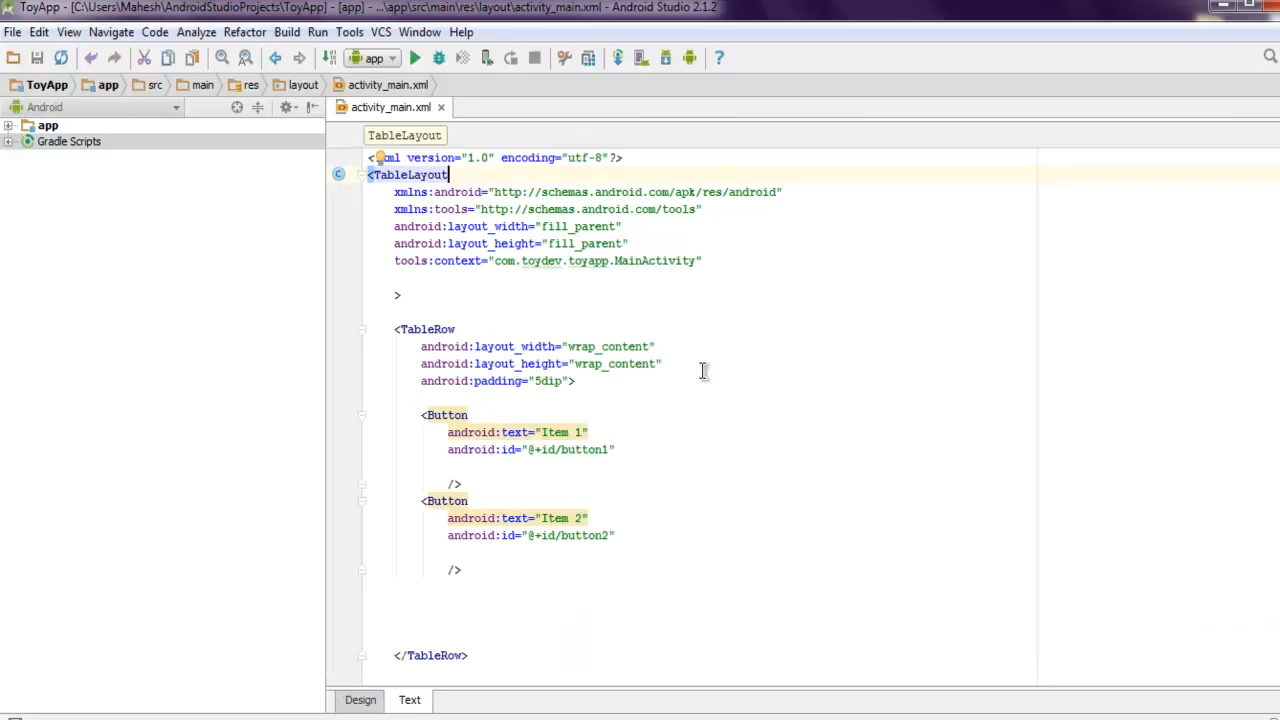 ToyApp - [C:\Users\Mahesh\AndroidStudioProjects\ToyApp] - [app] - ...\app\src\main\res\layout\activity_main.xml - Android Studio 2.1.2
File Edit View Navigate Code Analyze Refactor Build Run Tools VCS Window Help
app
ToyApp app src main res layout activity_main.xml
Android
activity_main.xml
app
Gradle Scripts
TableLayout
<?xml version="1.0" encoding="utf-8"?>
C
<TableLayout
xmlns:android="http://schemas.android.com/apk/res/android"
xmlns:tools="http://schemas.android.com/tools"
android:layout_width="fill_parent"
android:layout_height="fill_parent"
tools:context="com.toydev.toyapp.MainActivity"
>
<TableRow
android:layout_width="wrap_content"
android:layout_height="wrap_content"
android:padding="5dip">
<Button
android:text="Item 1"
android:id="@+id/button1"
/>
<Button
android:text="Item 2"
android:id="@+id/button2"
/>
</TableRow>
Design Text